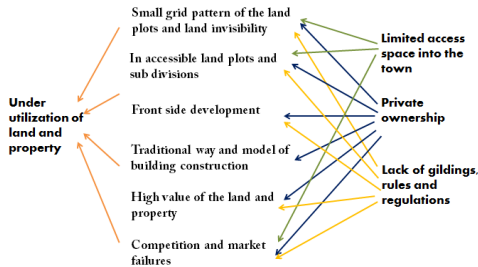 Small grid pattern of the land
plots and land invisibility
In accessible land plots and
sub divisions
Front side development
Traditional way and model of
building construction
High value of the land and
property
Competition and market
failures
Under
utilization of
land and
property
Limited access
space into the
town
Private
ownership
Lack of gildings,
rules and
regulations